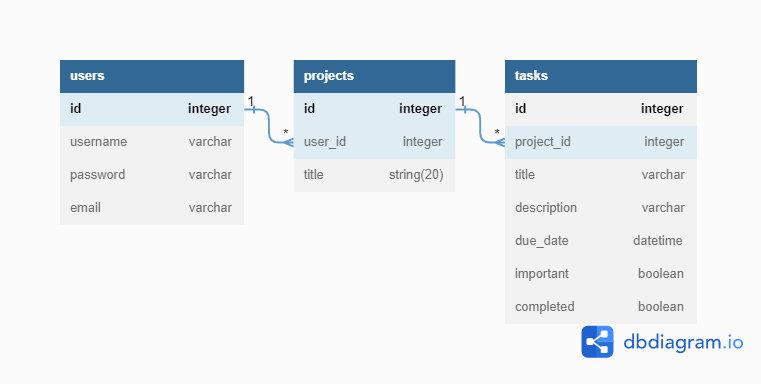 users
id integer
username varchar
password varchar
email varchar
1
*
projects
id integer
user_id integer
title string(20)
1
*
tasks
id integer
project_id integer
title varchar
description varchar
due_date datetime
important boolean
completed boolean
dbdiagram.io